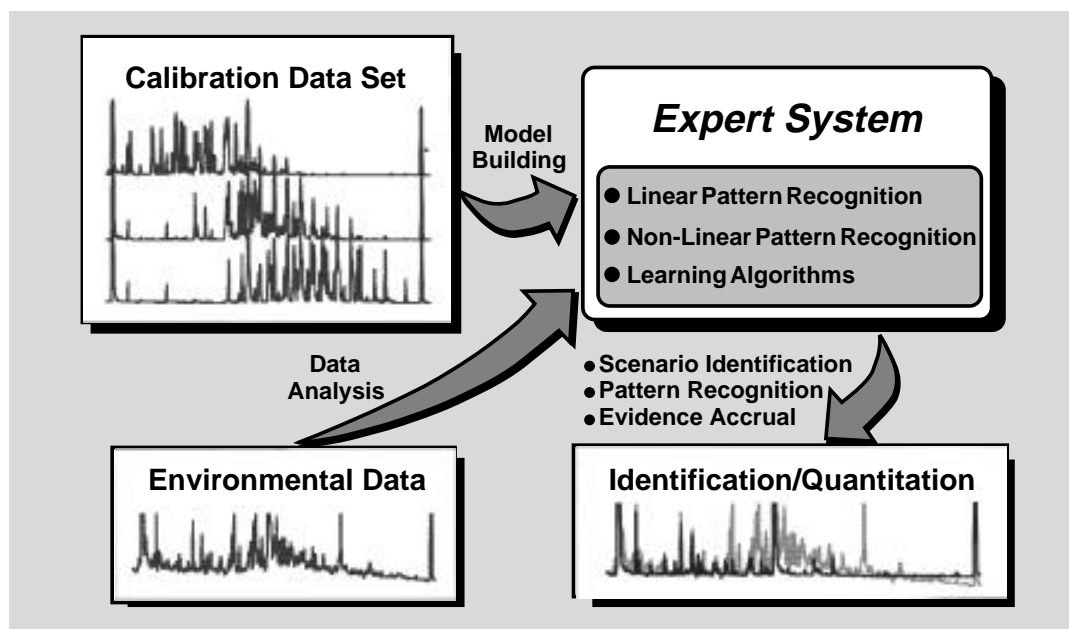 Calibration Data Set
Model
Building
Expert System
● Linear Pattern Recognition
● Non-Linear Pattern Recognition
● Learning Algorithms
Data
Analysis
● Scenario Identification
● Pattern Recognition
● Evidence Accrual
Environmental Data
Identification/Quantitation